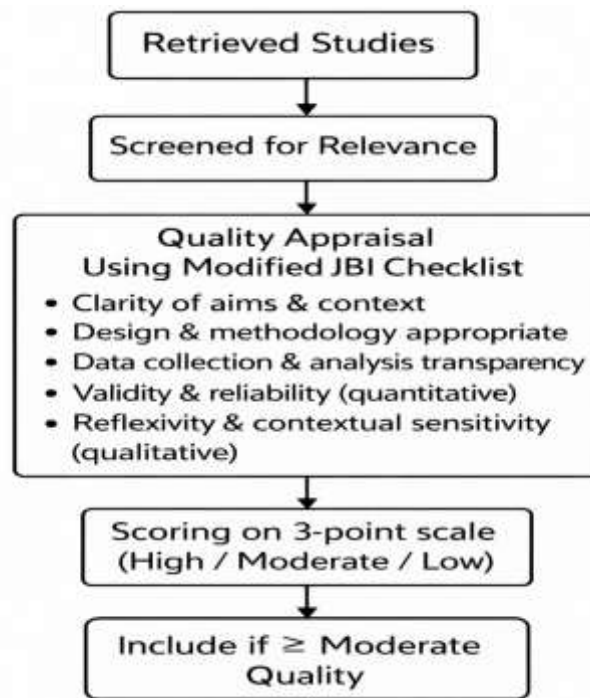 Retrieved Studies
Screened for Relevance
Quality Appraisal
Using Modified JBI Checklist
• Clarity of aims & context
• Design & methodology appropriate
• Data collection & analysis transparency
• Validity & reliability (quantitative)
• Reflexivity & contextual sensitivity
(qualitative)
Scoring on 3-point scale
(High / Moderate / Low)
Include if ≥ Moderate
Quality